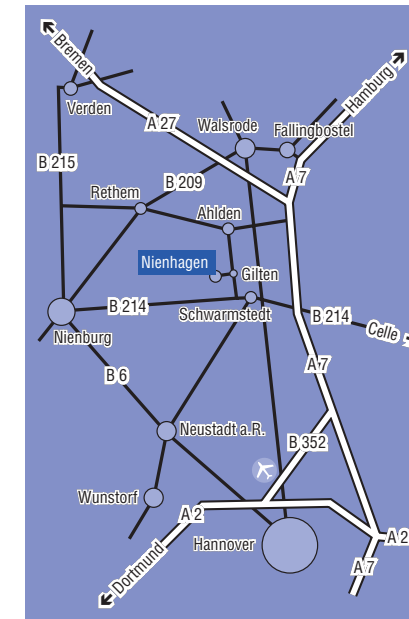 Bremen
Hamburg
Verden
A 27
Walsrode
Fallingbostel
B 215
A 7
B 209
Rethem
Ahlden
Nienhagen
Gilten
B 214
Schwarmstedt
B 214
Nienburg
Celle
A 7
B 6
Neustadt a.R.
B 352
Wunstorf
A 2
Hannover
A 2
Dortmund
A 7